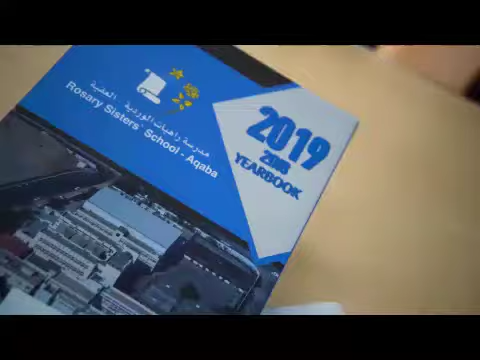 مدرسة راهبات الوردية - العقبة
Rosary Sisters' School - Aqaba
2019
2018
YEARBOOK